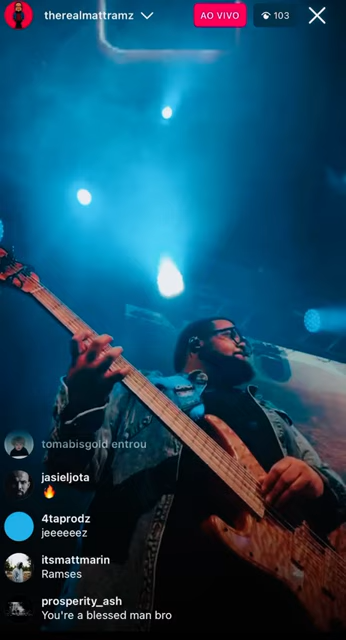 therealmattramz
AO VIVO
103
tomabisgold entrou
jasieljota
🔥
4taprodz
jeeeeeez
itsmattmarin
Ramses
prosperity_ash
You're a blessed man bro